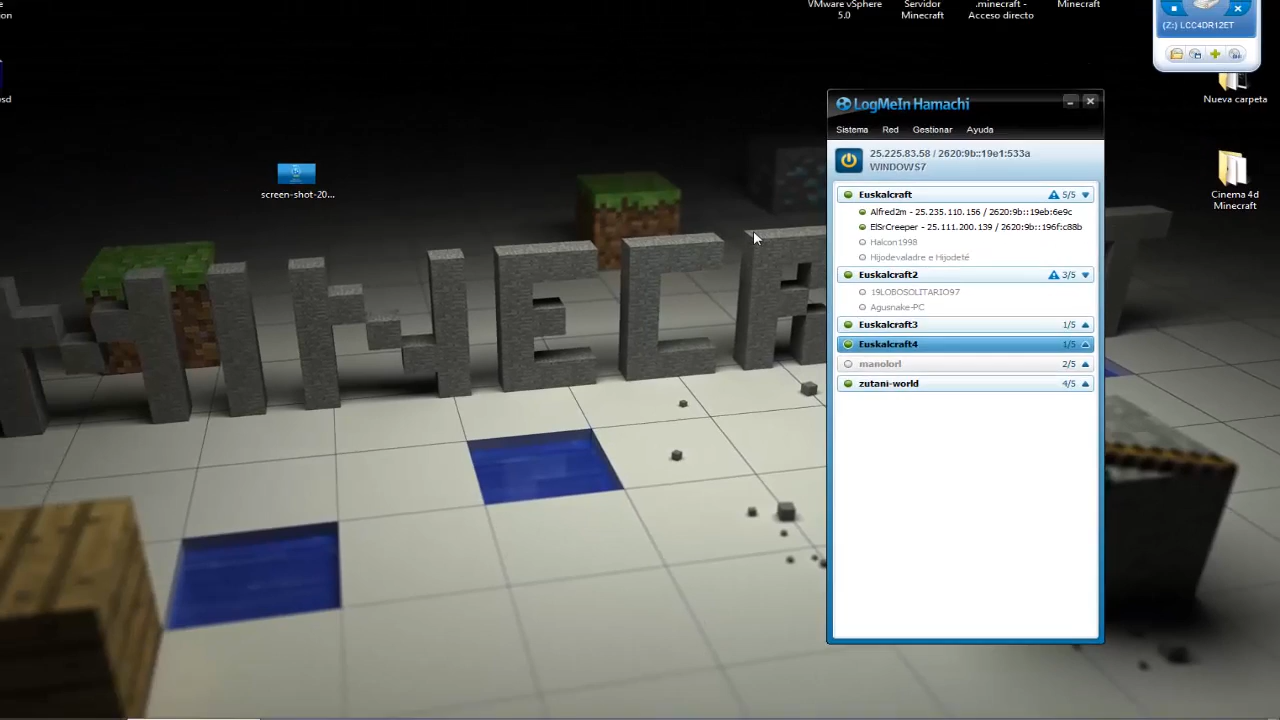 VMware vSphere
5.0
Servidor
Minecraft
.minecraft -
Acceso directo
Minecraft
(Z:) LCC4DR12ET
Nueva carpeta
Cinema 4d
Minecraft
screen-shot-20...
LogMeIn Hamachi
Sistema Red Gestionar Ayuda
25.225.83.58 / 2620:9b::19e1:533a
WINDOWS7
Euskalcraft 5/5
Alfred2m - 25.235.110.156 / 2620:9b::19eb:6e9c
ElSrCreeper - 25.111.200.139 / 2620:9b::196f:c88b
Halcon1998
Hijodevaladre e Hijodeté
Euskalcraft2 3/5
19LOBOSOLITARIO97
Agusnake-PC
Euskalcraft3 1/5
Euskalcraft4 1/5
manolorl 2/5
zutani-world 4/5
MINECRAFT